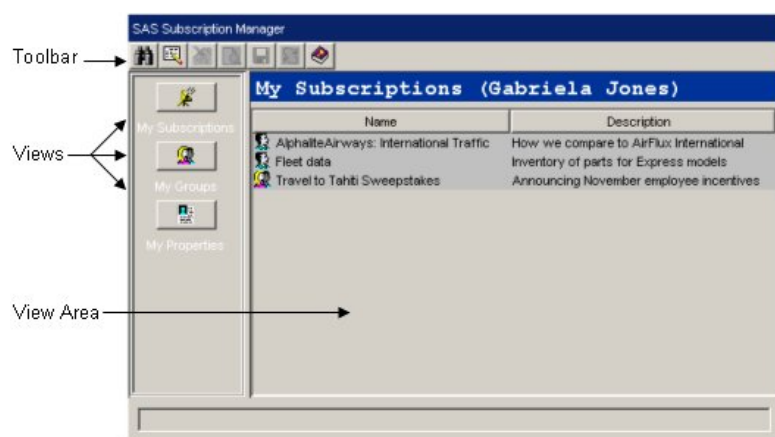 SAS Subscription Manager
Toolbar
My Subscriptions (Gabriela Jones)
My Subscriptions
Name Description
AlphaliteAirways: International Traffic How we compare to AirFlux International
Fleet data Inventory of parts for Express models
Travel to Tahiti Sweepstakes Announcing November employee incentives
Views
My Groups
My Properties
View Area